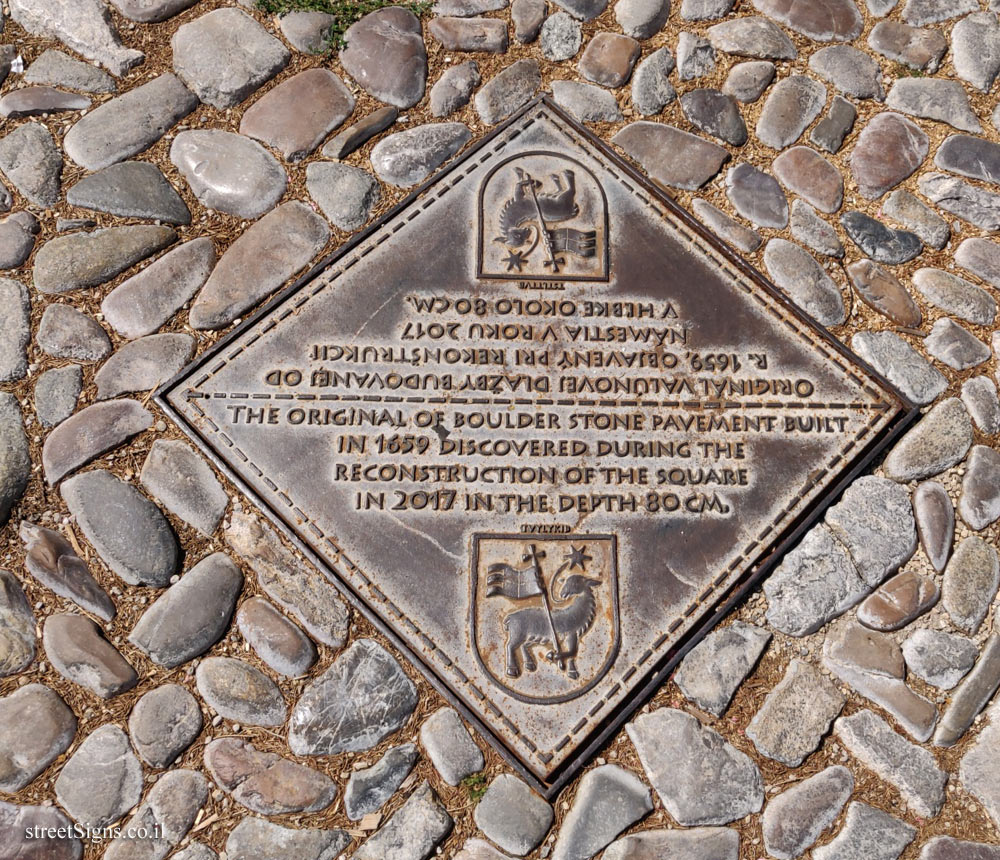 ORIGINÁL VALÚNOVEJ DLAŽBY BUDOVANEJ OD
R. 1659, OBJAVENÝ PRI REKONŠTRUKCII
NÁMESTIA V ROKU 2017
V HĹBKE OKOLO 80 CM.
THE ORIGINAL OF BOULDER STONE PAVEMENT BUILT
IN 1659 DISCOVERED DURING THE
RECONSTRUCTION OF THE SQUARE
IN 2017 IN THE DEPTH 80 CM.
streetSigns.co.il